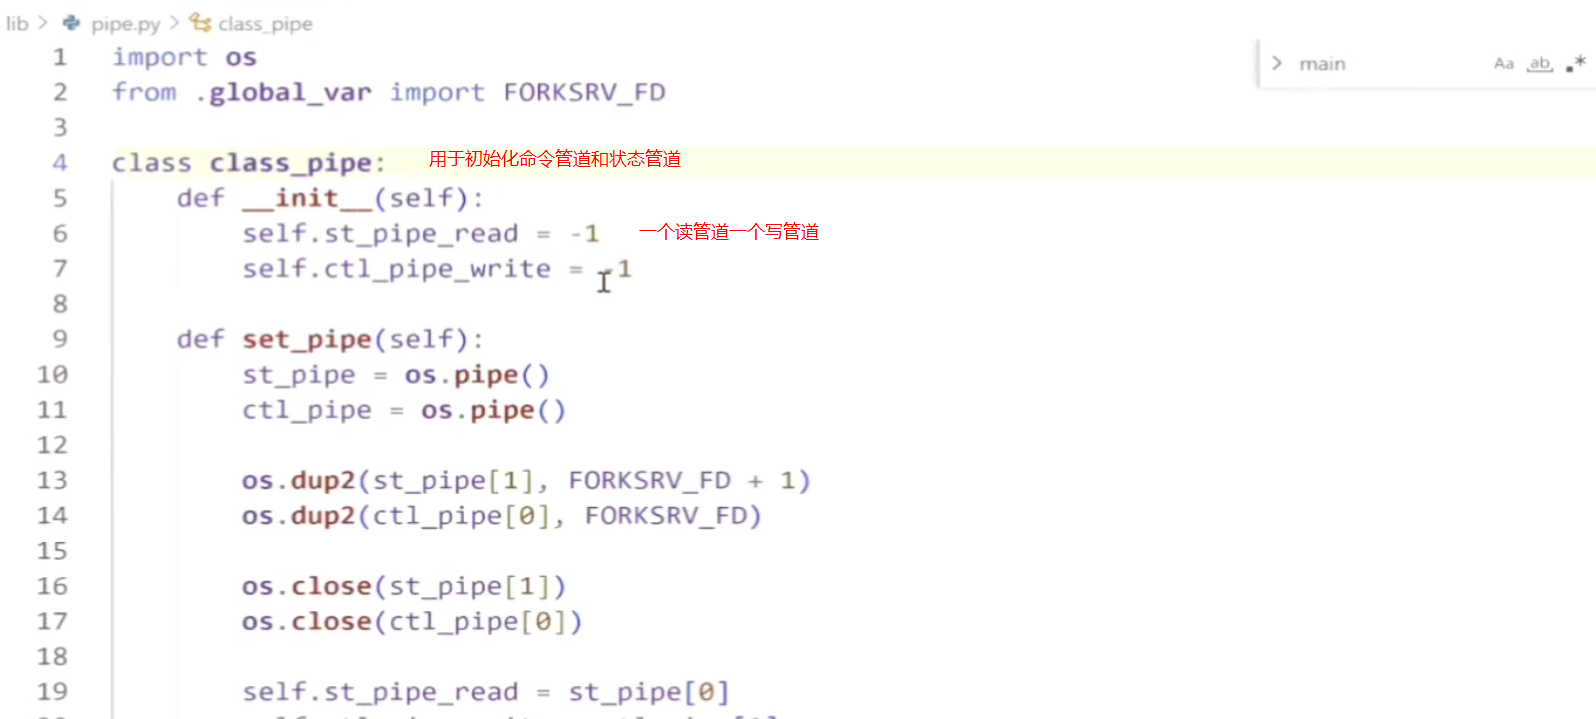 lib > pipe.py > class_pipe
> main Aa ab .*
1 import os
2 from .global_var import FORKSRV_FD
3
4 class class_pipe: 用于初始化命令管道和状态管道
5 def __init__(self):
6 self.st_pipe_read = -1 一个读管道一个写管道
7 self.ctl_pipe_write = -1
8
9 def set_pipe(self):
10 st_pipe = os.pipe()
11 ctl_pipe = os.pipe()
12
13 os.dup2(st_pipe[1], FORKSRV_FD + 1)
14 os.dup2(ctl_pipe[0], FORKSRV_FD)
15
16 os.close(st_pipe[1])
17 os.close(ctl_pipe[0])
18
19 self.st_pipe_read = st_pipe[0]